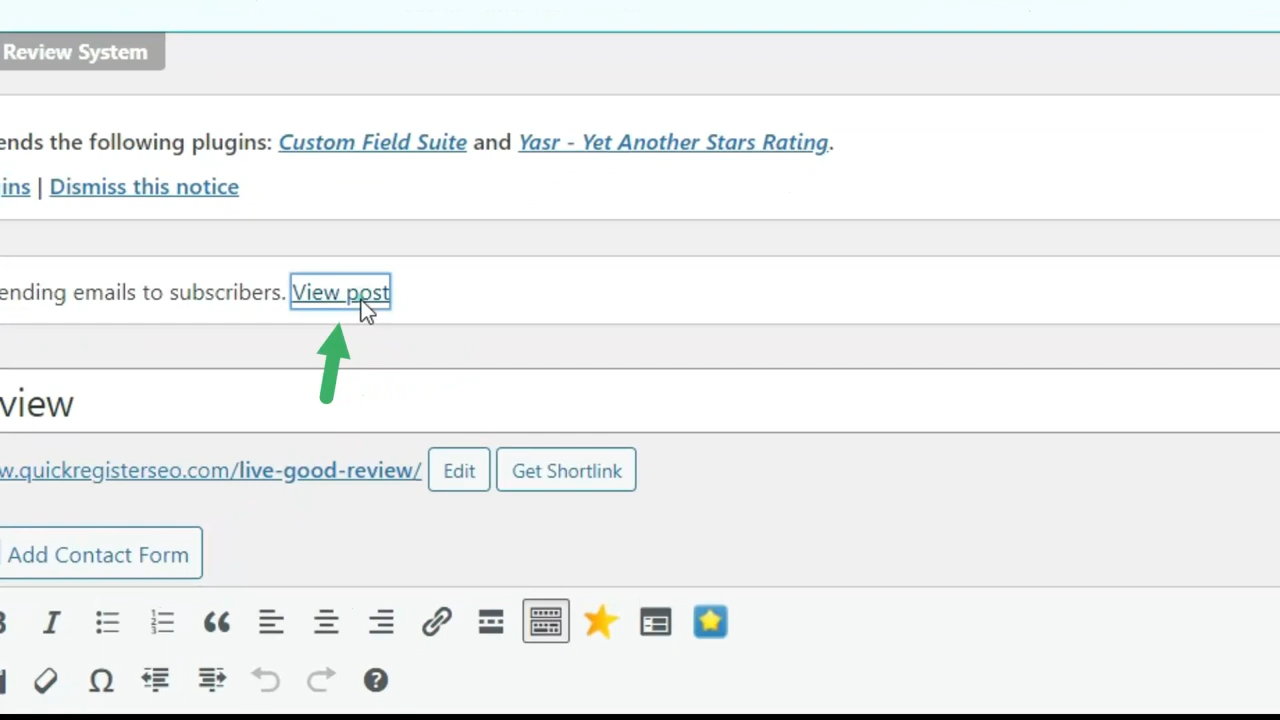 Review System
ends the following plugins: Custom Field Suite and Yasr - Yet Another Stars Rating.
ins | Dismiss this notice
ending emails to subscribers. View post
view
w.quickregisterseo.com/live-good-review/ Edit Get Shortlink
Add Contact Form